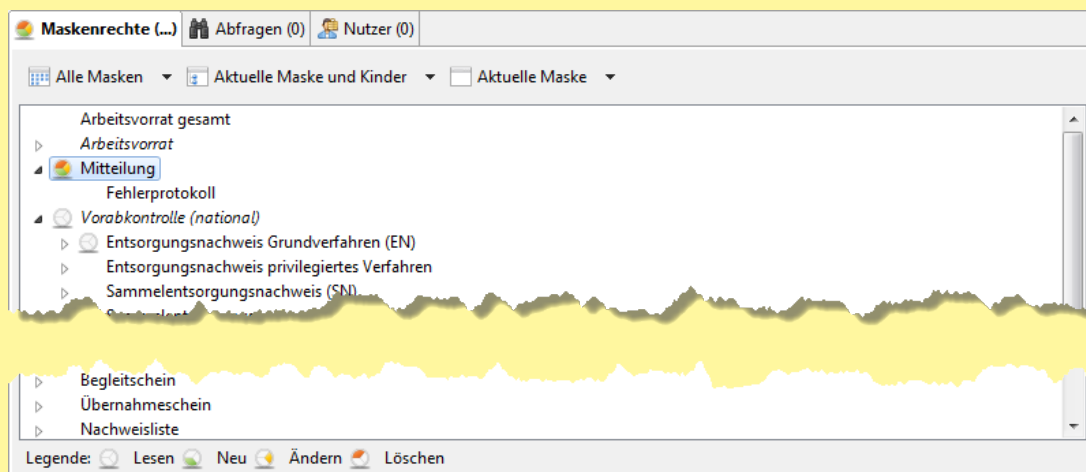 Maskenrechte (...) Abfragen (0) Nutzer (0)
Alle Masken Aktuelle Maske und Kinder Aktuelle Maske
Arbeitsvorrat gesamt
Arbeitsvorrat
Mitteilung
Fehlerprotokoll
Vorabkontrolle (national)
Entsorgungsnachweis Grundverfahren (EN)
Entsorgungsnachweis privilegiertes Verfahren
Sammelentsorgungsnachweis (SN)
Begleitschein
Übernahmeschein
Nachweisliste
Legende: Lesen Neu Ändern Löschen